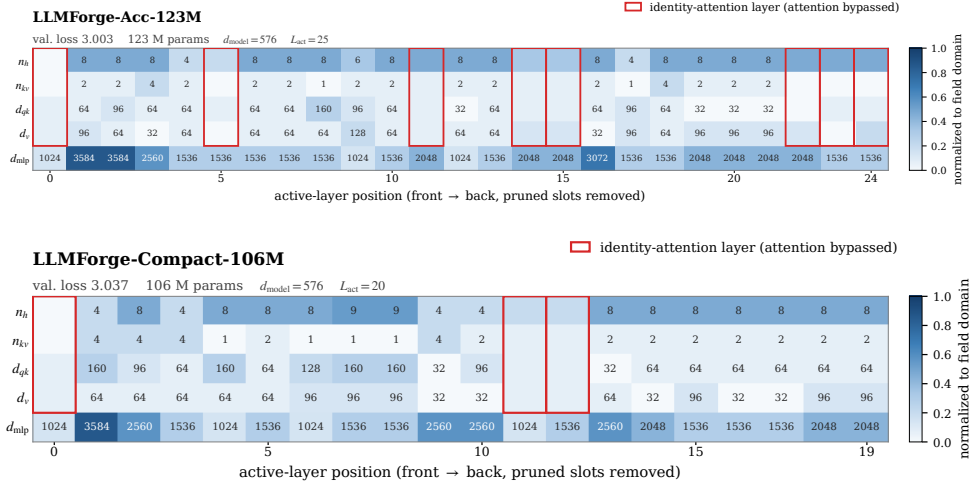 LLMForge-Acc-123M
identity-attention layer (attention bypassed)
val. loss 3.003 123 M params d_model=576 L_act=25
n_h 8 8 8 4 8 8 8 6 8 8 8 8 4 8 8 8 8
n_kv 2 2 4 2 2 2 1 2 2 2 2 2 1 4 2 2 2
d_qk 64 96 64 64 64 64 160 96 64 32 64 64 96 64 32 32 32
d_v 96 64 32 64 64 64 64 128 64 64 64 32 96 64 96 96 96
d_mlp 1024 3584 3584 2560 1536 1536 1536 1536 1536 1024 1536 2048 1024 1536 2048 2048 3072 1536 1536 2048 2048 2048 2048 1536 1536
0 5 10 15 20 24
active-layer position (front → back, pruned slots removed)
1.0
0.8
0.6
0.4
0.2
0.0
normalized to field domain
LLMForge-Compact-106M
identity-attention layer (attention bypassed)
val. loss 3.037 106 M params d_model=576 L_act=20
n_h 4 8 4 8 8 8 9 9 4 4 8 8 8 8 8 8 8
n_kv 4 4 4 1 2 1 1 1 4 2 2 2 2 2 2 2 2
d_qk 160 96 64 160 64 128 160 160 32 96 32 64 64 64 64 64 64
d_v 64 64 64 64 64 96 96 96 32 32 64 32 96 32 32 96 96
d_mlp 1024 3584 2560 1536 1024 1536 1024 1536 1536 2560 2560 1024 1536 2560 2048 1536 1536 1536 2048 2048
0 5 10 15 19
active-layer position (front → back, pruned slots removed)
1.0
0.8
0.6
0.4
0.2
0.0
normalized to field domain